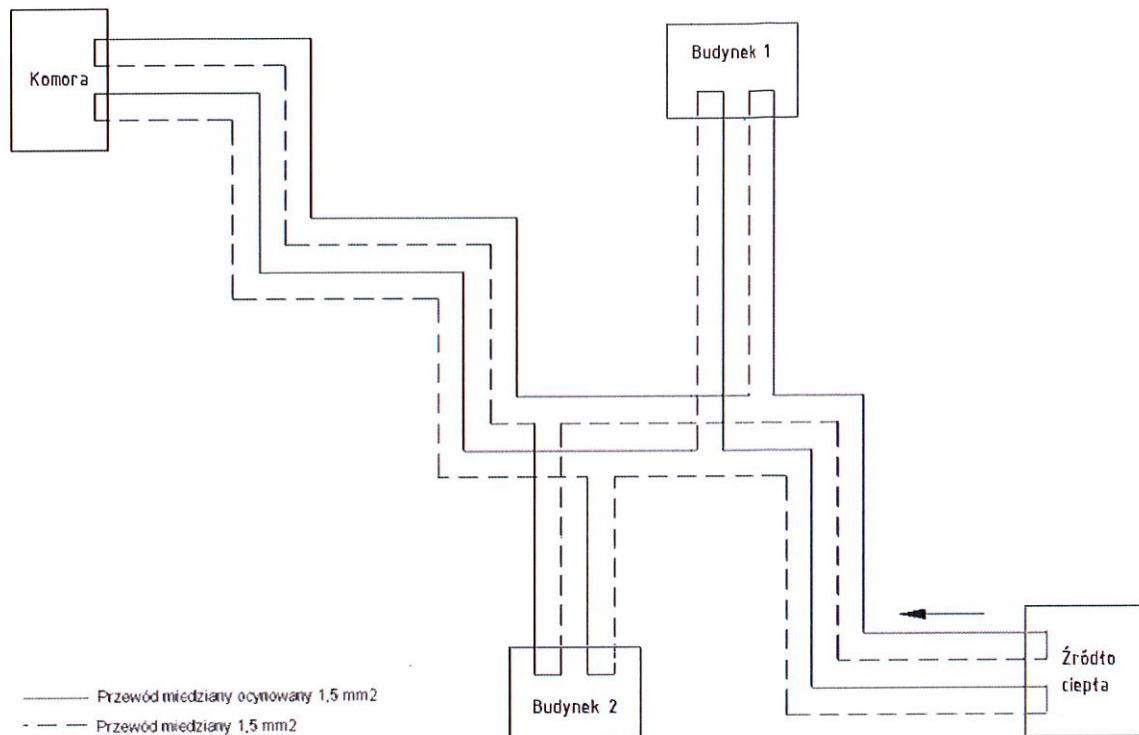 Komora
Budynek 1
Źródło
ciepła
Budynek 2
Przewód miedziany ocynowany 1,5 mm2
Przewód miedziany 1,5 mm2